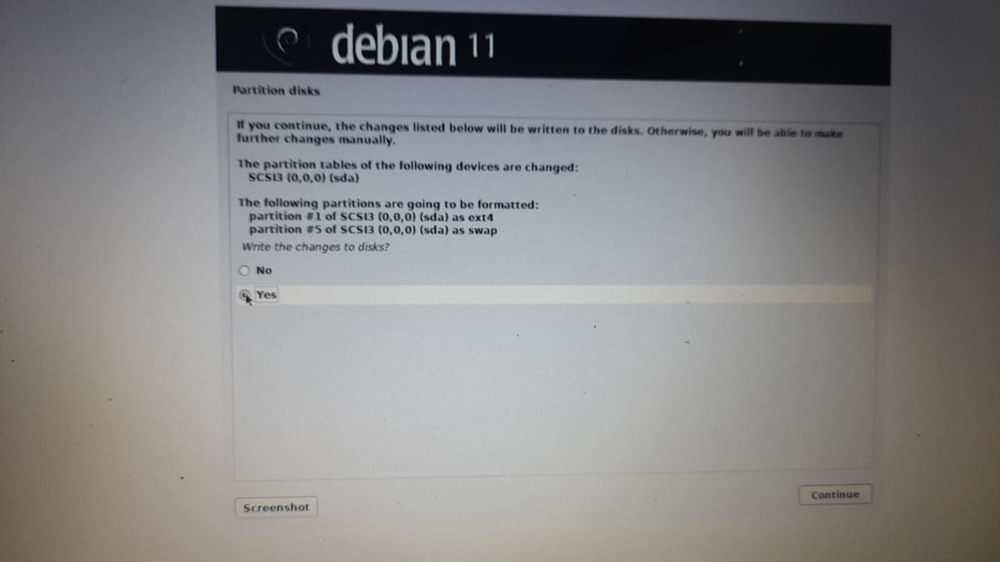 debian 11
Partition disks
If you continue, the changes listed below will be written to the disks. Otherwise, you will be able to make
further changes manually.
The partition tables of the following devices are changed:
SCSI3 (0,0,0) (sda)
The following partitions are going to be formatted:
partition #1 of SCSI3 (0,0,0) (sda) as ext4
partition #5 of SCSI3 (0,0,0) (sda) as swap
Write the changes to disks?
No
Yes
Screenshot
Continue